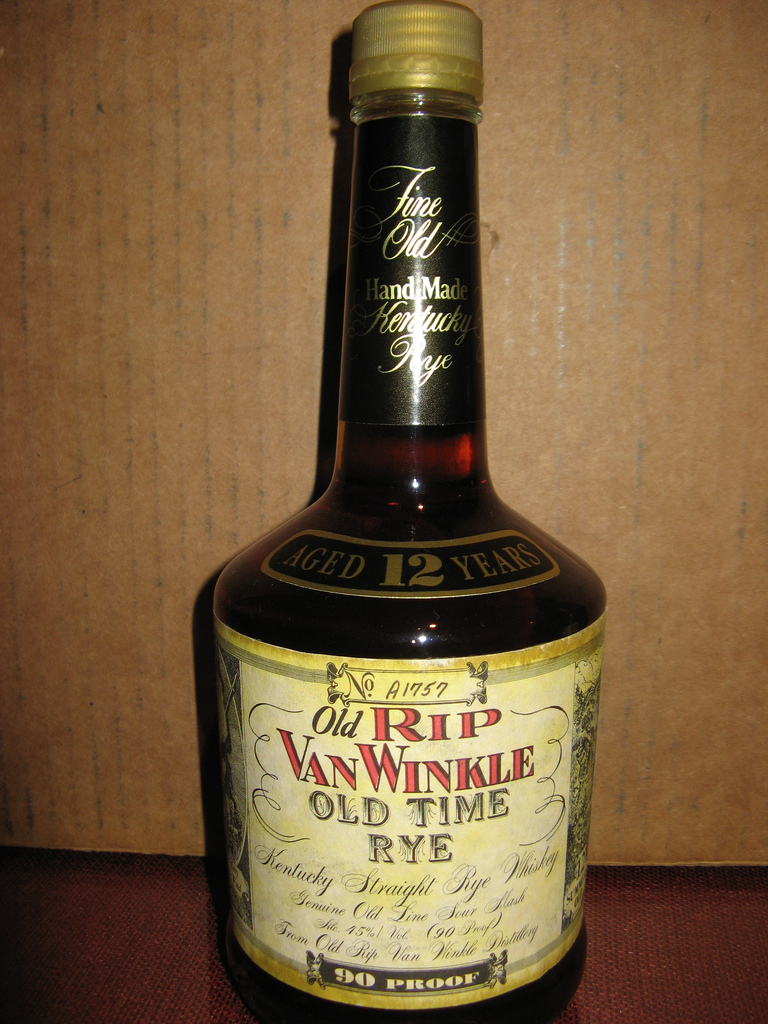 Fine
Old
Hand Made
Kentucky
Rye
AGED 12 YEARS
No A1757
Old RIP
VAN WINKLE
OLD TIME
RYE
Kentucky Straight Rye Whiskey
Genuine Old Line Sour Mash
Alc. 45% Vol. (90 Proof)
From Old Rip Van Winkle Distillery
90 PROOF